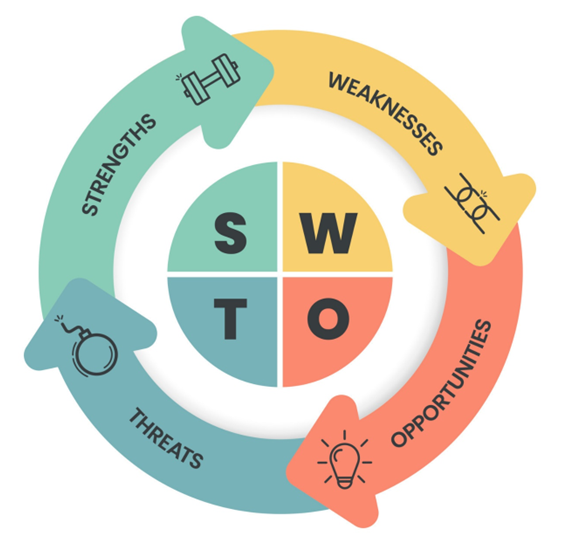 STRENGTHS
WEAKNESSES
OPPORTUNITIES
THREATS
S W
T O